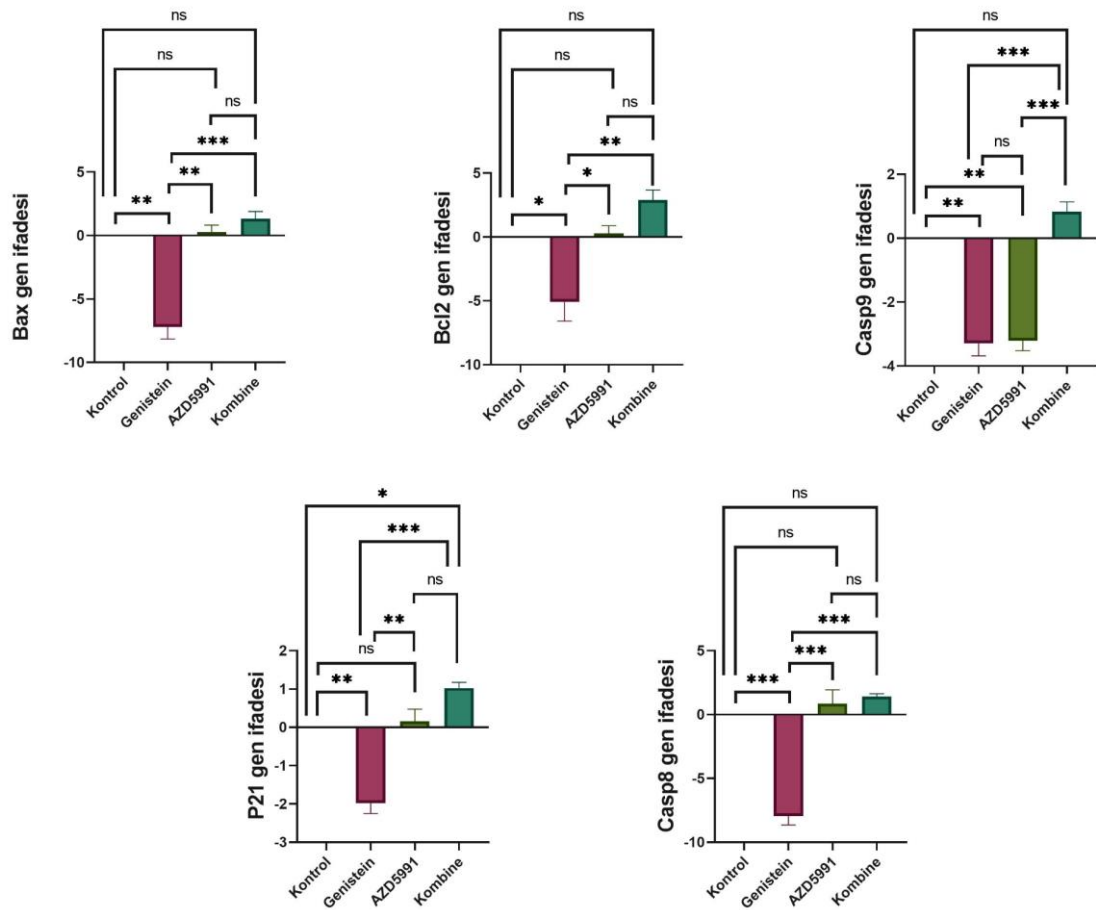 ns
ns
ns
***
**
**
5
0
-5
-10
Bax gen ifadesi
Kontrol
Genistein
AZD5991
Kombine
ns
ns
ns
**
*
*
5
0
-5
-10
Bcl2 gen ifadesi
Kontrol
Genistein
AZD5991
Kombine
ns
***
***
ns
**
**
2
0
-2
-4
Casp9 gen ifadesi
Kontrol
Genistein
AZD5991
Kombine
*
***
ns
**
ns
**
2
1
0
-1
-2
-3
P21 gen ifadesi
Kontrol
Genistein
AZD5991
Kombine
ns
ns
ns
***
***
***
5
0
-5
-10
Casp8 gen ifadesi
Kontrol
Genistein
AZD5991
Kombine